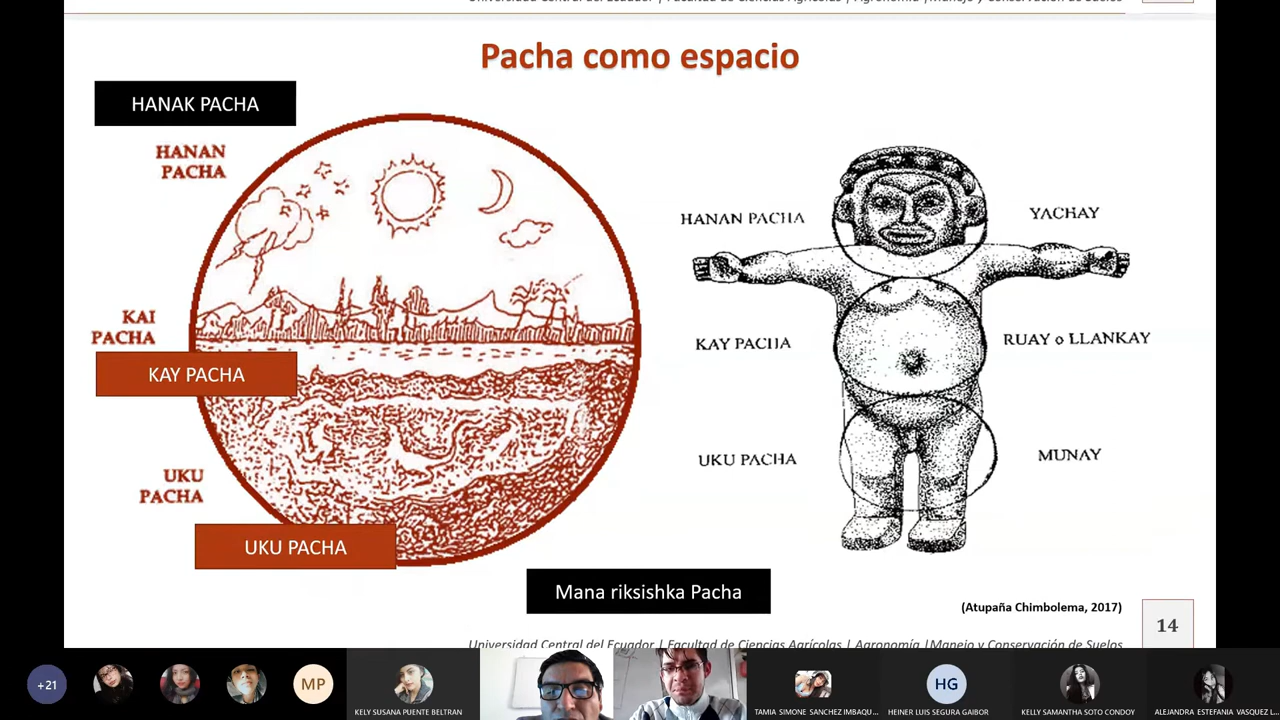 Universidad Central del Ecuador | Facultad de Ciencias Agrícolas | Agronomía |Manejo y Conservación de Suelos
Pacha como espacio
HANAK PACHA
HANAN
PACHA
KAI
PACHA
KAY PACHA
UKU
PACHA
UKU PACHA
HANAN PACHA
YACHAY
KAY PACHA
RUAY o LLANKAY
UKU PACHA
MUNAY
Mana riksishka Pacha
(Atupaña Chimbolema, 2017)
14
Universidad Central del Ecuador | Facultad de Ciencias Agrícolas | Agronomía |Manejo y Conservación de Suelos
+21
MP
KELY SUSANA PUENTE BELTRAN
TAMIA SIMONE SANCHEZ IMBAQU...
HG
HEINER LUIS SEGURA GAIBOR
KELLY SAMANTHA SOTO CONDOY
ALEJANDRA ESTEFANIA VASQUEZ L...